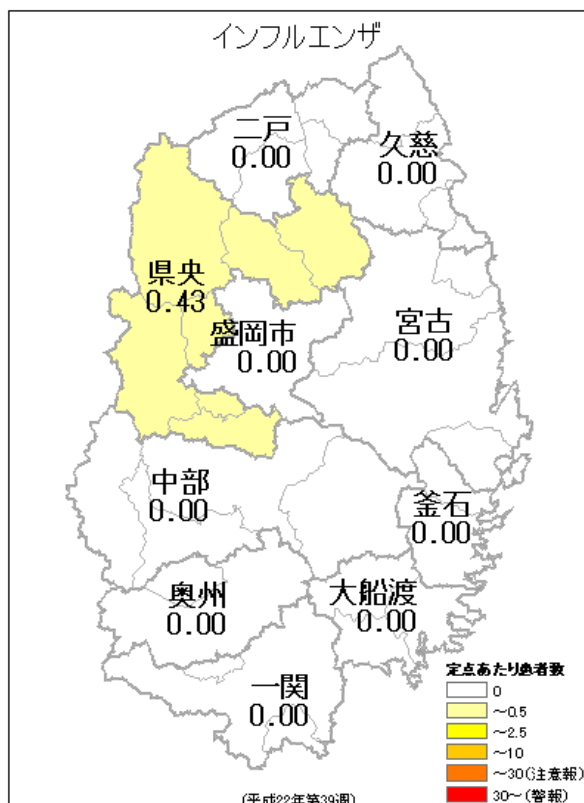 インフルエンザ
二戸
0.00
久慈
0.00
県央
0.43
盛岡市
0.00
宮古
0.00
中部
0.00
釜石
0.00
奥州
0.00
大船渡
0.00
一関
0.00
定点あたり患者数
0
～0.5
～2.5
～10
～30(注意報)
30～(警報)
(平成22年第39週)